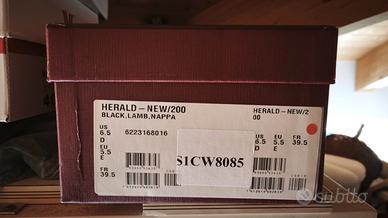 HERALD – NEW/200
BLACK,LAMB,NAPPA
HERALD – NEW/2
00
US
6.5
D
6223168016
US
6.5
D
EU
5.5
E
S1CW8085
EU
5.5
E
FR
39.5
FR
39.5
subito